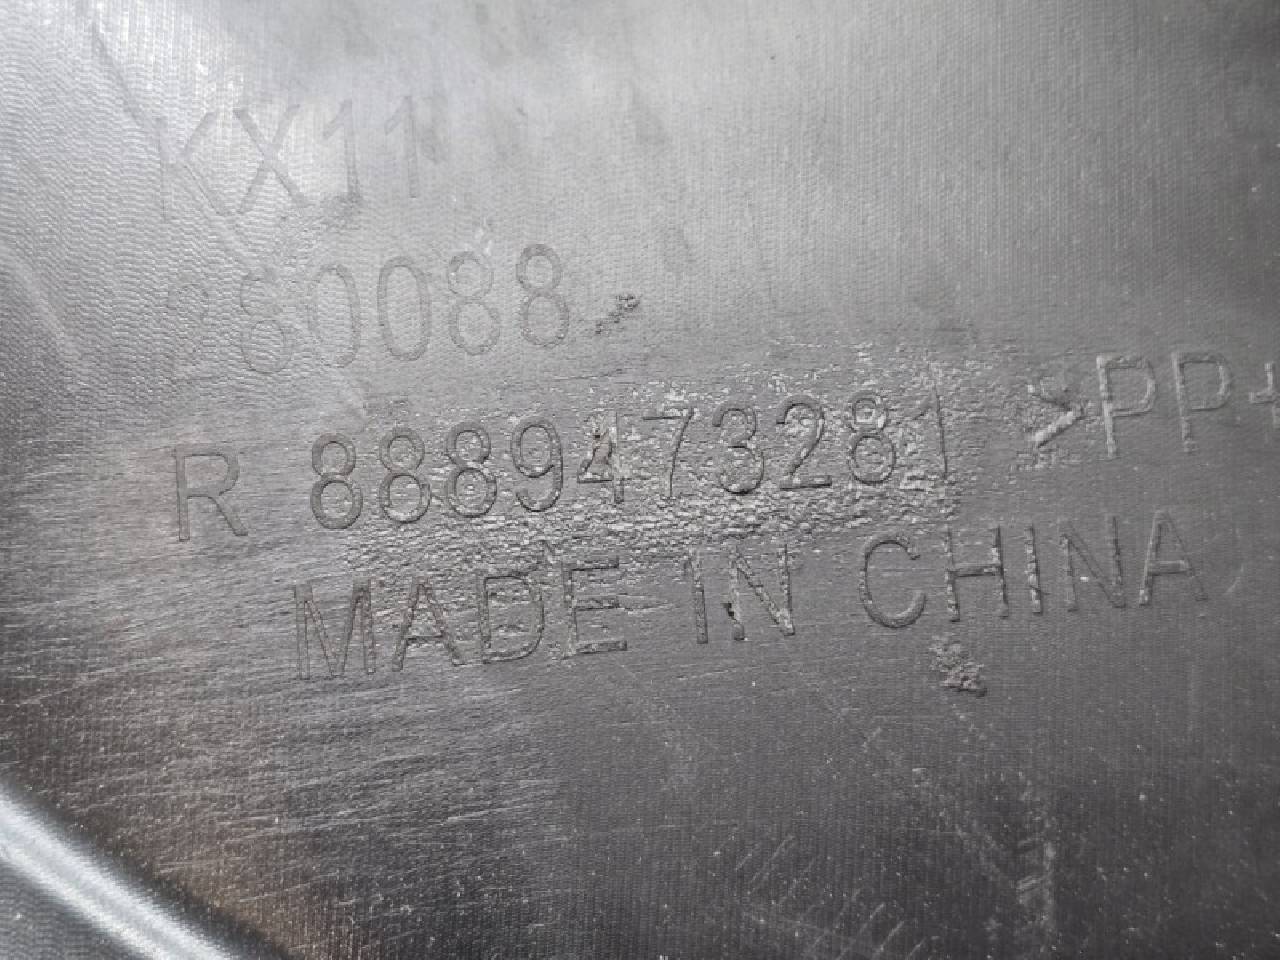 KX11
280088
R 8889473281 >PP+
MADE IN CHINA